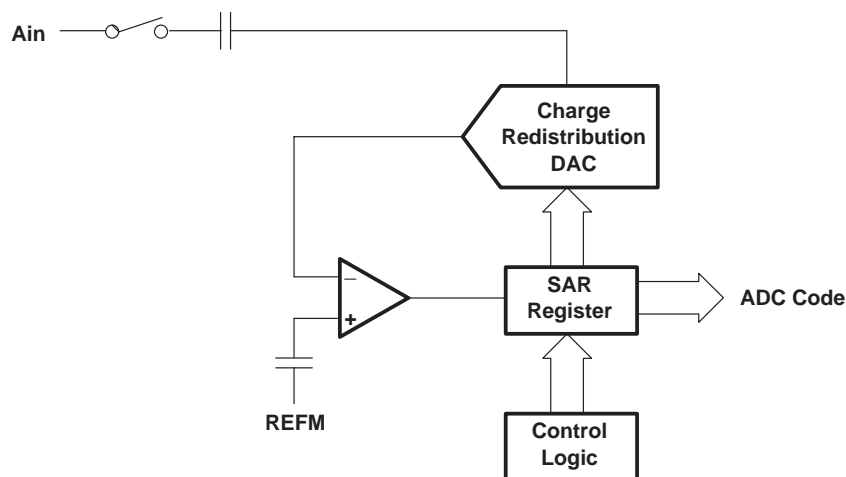 Ain
Charge
Redistribution
DAC
−
+
SAR
Register
ADC Code
REFM
Control
Logic